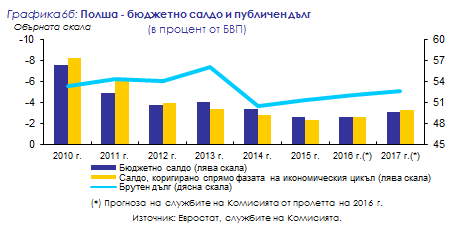 Графика 6б: Полша - бюджетно салдо и публичен дълг
Обърната скала
(в процент от БВП)
-10
-8
-6
-4
-2
0
60
57
54
51
48
45
2010 г. 2011 г. 2012 г. 2013 г. 2014 г. 2015 г. 2016 г.(*) 2017 г.(*)
Бюджетно салдо (лява скала)
Салдо, коригирано спрямо фазата на икономическия цикъл (лява скала)
Брутен дълг (дясна скала)
(*) Прогноза на службите на Комисията от пролетта на 2016 г.
Източник: Евростат, службите на Комисията.